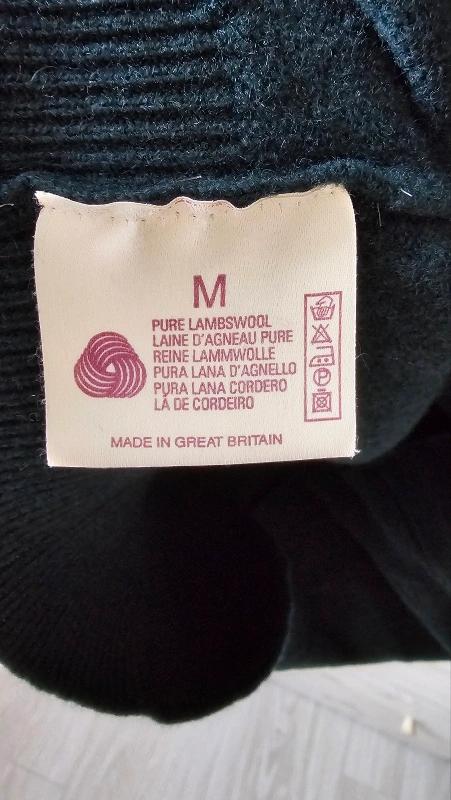 M
PURE LAMBSWOOL
LAINE D'AGNEAU PURE
REINE LAMMWOLLE
PURA LANA D'AGNELLO
PURA LANA CORDERO
LÁ DE CORDEIRO
P
MADE IN GREAT BRITAIN